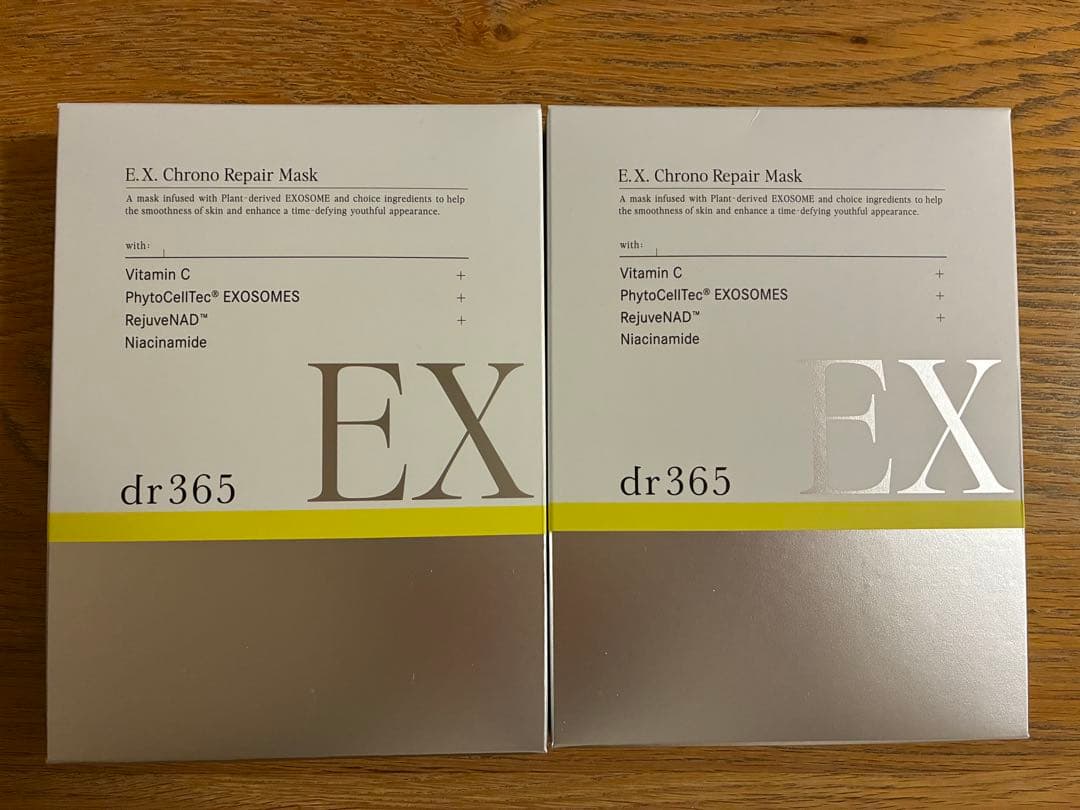 E.X. Chrono Repair Mask
A mask infused with Plant-derived EXOSOME and choice ingredients to help
the smoothness of skin and enhance a time-defying youthful appearance.
with:
Vitamin C +
PhytoCellTec® EXOSOMES +
RejuveNAD™ +
Niacinamide
EX
dr365
E.X. Chrono Repair Mask
A mask infused with Plant-derived EXOSOME and choice ingredients to help
the smoothness of skin and enhance a time-defying youthful appearance.
with:
Vitamin C +
PhytoCellTec® EXOSOMES +
RejuveNAD™ +
Niacinamide
EX
dr365